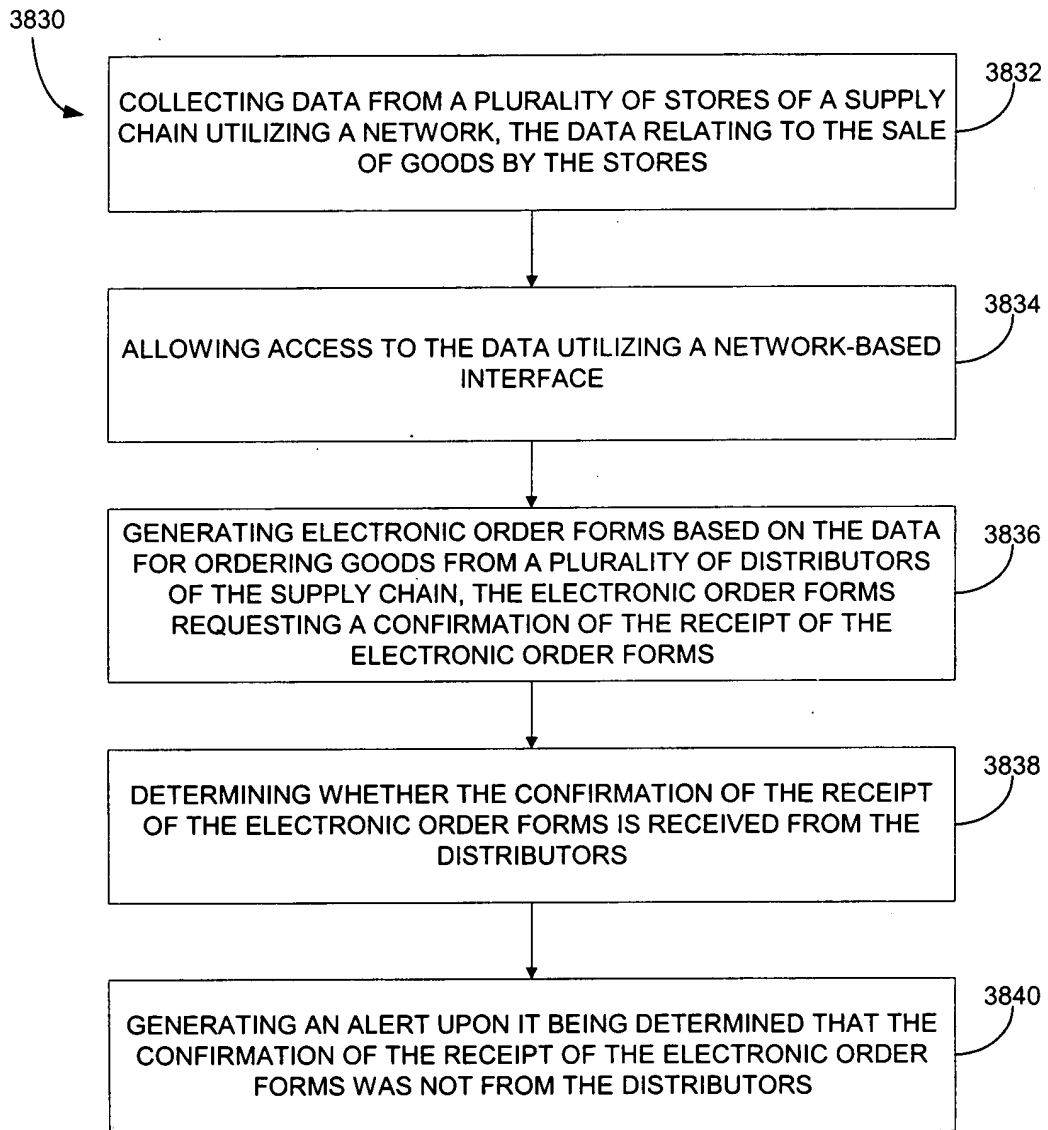 3830
3832
COLLECTING DATA FROM A PLURALITY OF STORES OF A SUPPLY
CHAIN UTILIZING A NETWORK, THE DATA RELATING TO THE SALE
OF GOODS BY THE STORES
3834
ALLOWING ACCESS TO THE DATA UTILIZING A NETWORK-BASED
INTERFACE
3836
GENERATING ELECTRONIC ORDER FORMS BASED ON THE DATA
FOR ORDERING GOODS FROM A PLURALITY OF DISTRIBUTORS
OF THE SUPPLY CHAIN, THE ELECTRONIC ORDER FORMS
REQUESTING A CONFIRMATION OF THE RECEIPT OF THE
ELECTRONIC ORDER FORMS
3838
DETERMINING WHETHER THE CONFIRMATION OF THE RECEIPT
OF THE ELECTRONIC ORDER FORMS IS RECEIVED FROM THE
DISTRIBUTORS
3840
GENERATING AN ALERT UPON IT BEING DETERMINED THAT THE
CONFIRMATION OF THE RECEIPT OF THE ELECTRONIC ORDER
FORMS WAS NOT FROM THE DISTRIBUTORS